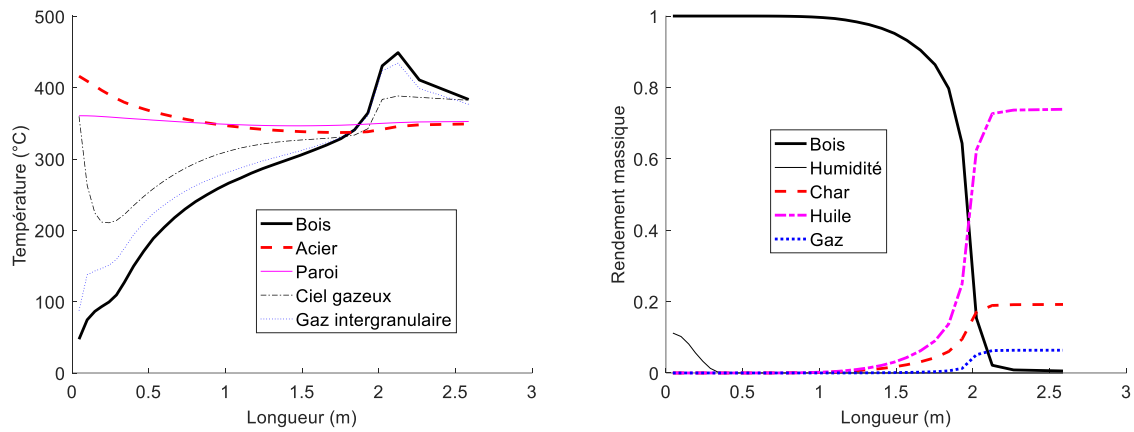 500
400
300
200
100
0
Température (°C)
Bois
Acier
Paroi
Ciel gazeux
Gaz intergranulaire
0
0.5
1
1.5
2
2.5
3
Longueur (m)
1
0.8
0.6
0.4
0.2
0
Rendement massique
Bois
Humidité
Char
Huile
Gaz
0
0.5
1
1.5
2
2.5
3
Longueur (m)